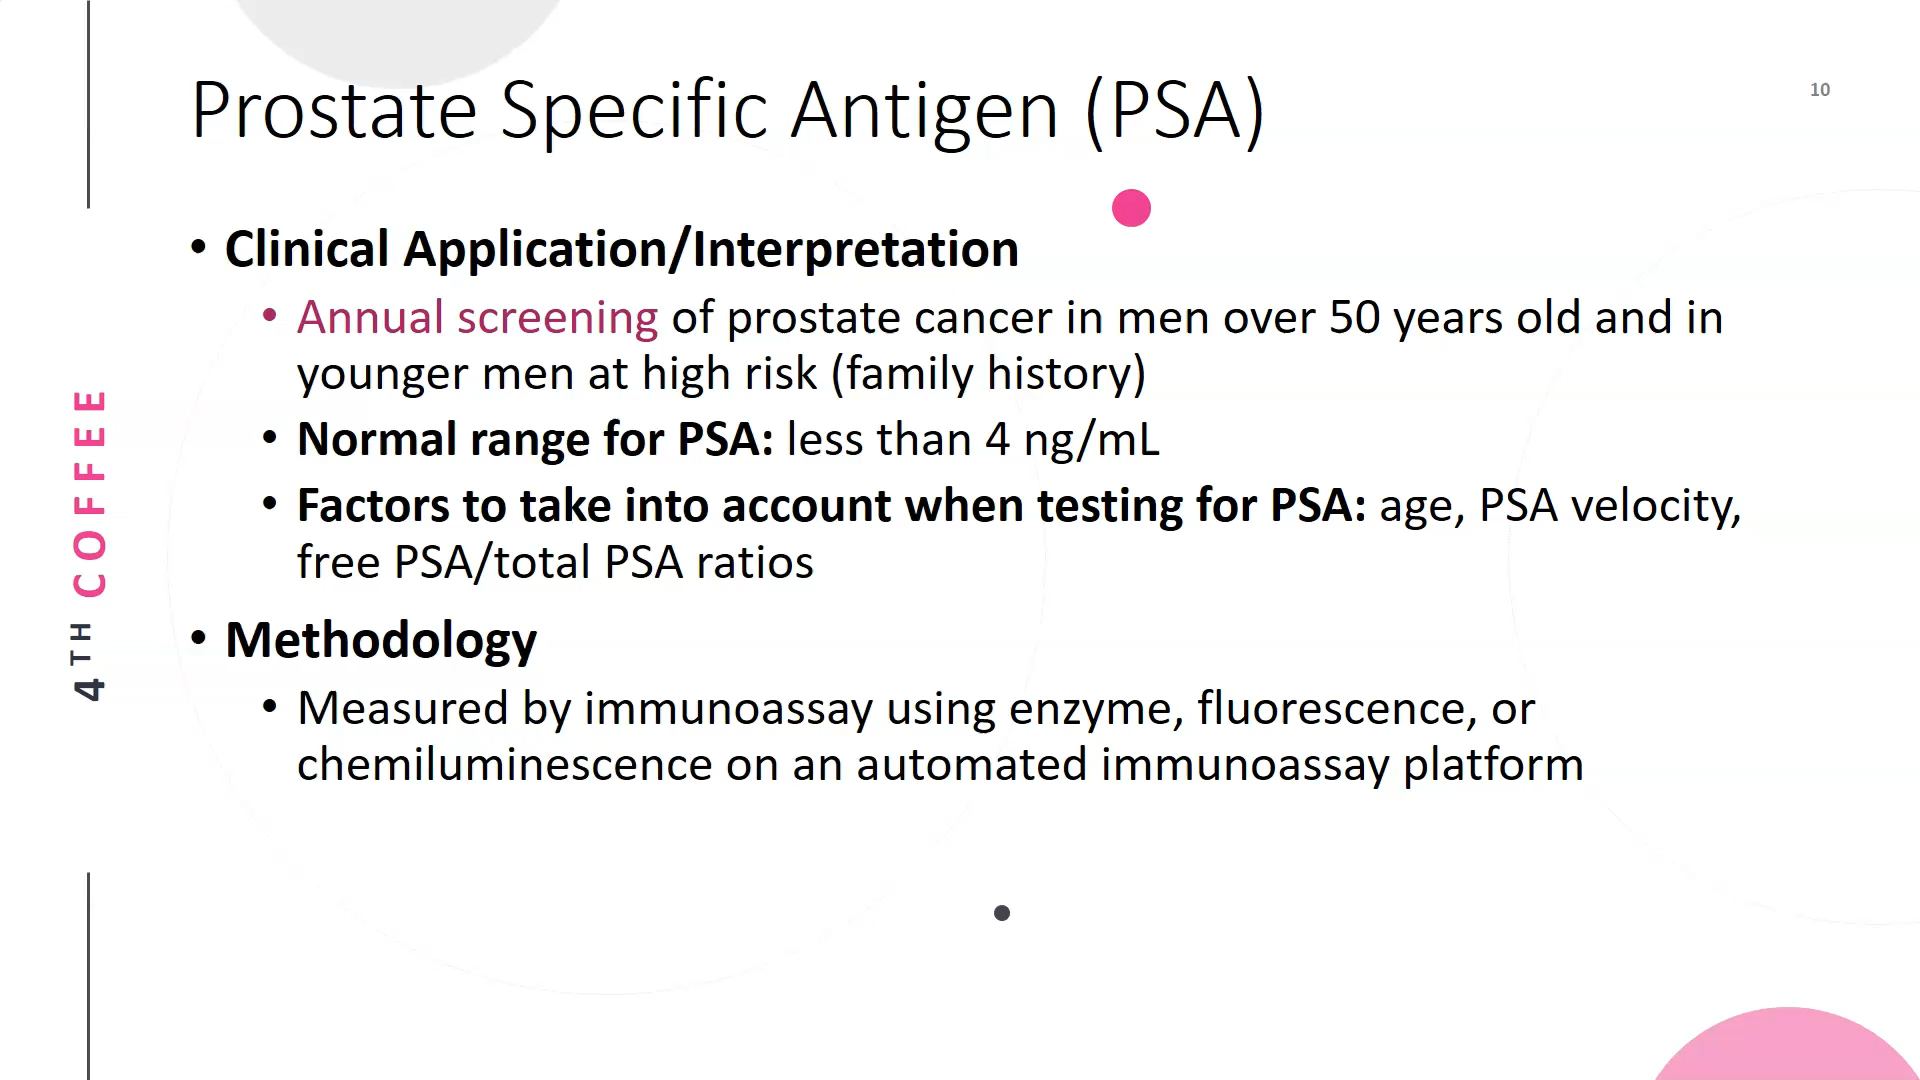 Prostate Specific Antigen (PSA)
10
• Clinical Application/Interpretation
• Annual screening of prostate cancer in men over 50 years old and in
younger men at high risk (family history)
• Normal range for PSA: less than 4 ng/mL
• Factors to take into account when testing for PSA: age, PSA velocity,
free PSA/total PSA ratios
• Methodology
• Measured by immunoassay using enzyme, fluorescence, or
chemiluminescence on an automated immunoassay platform
4TH COFFEE